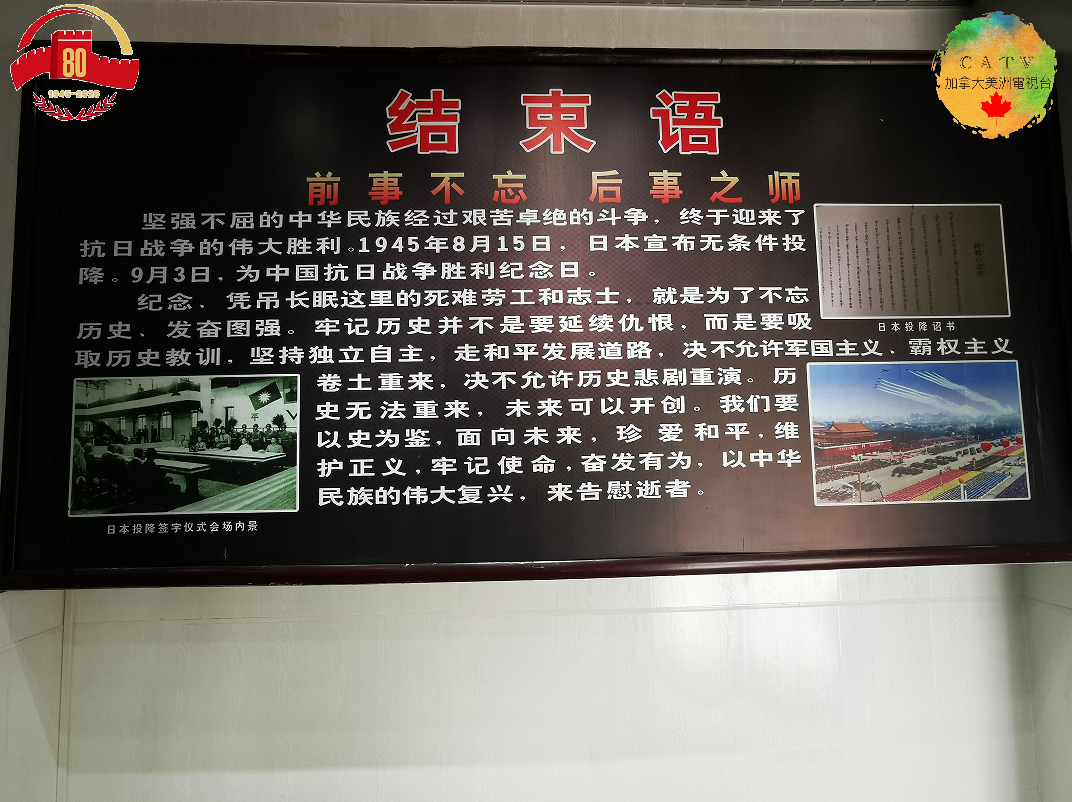 80
1945-2025
CATV
加拿大美洲電視台
结束语
前事不忘 后事之师
坚强不屈的中华民族经过艰苦卓绝的斗争，终于迎来了
抗日战争的伟大胜利。1945年8月15日，日本宣布无条件投
降。9月3日，为中国抗日战争胜利纪念日。
纪念、凭吊长眠这里的死难劳工和志士，就是为了不忘
历史、发奋图强。牢记历史并不是要延续仇恨，而是要吸
取历史教训，坚持独立自主，走和平发展道路，决不允许军国主义、霸权主义
卷土重来，决不允许历史悲剧重演。历
史无法重来，未来可以开创。我们要
以史为鉴，面向未来，珍爱和平，维
护正义，牢记使命，奋发有为，以中华
民族的伟大复兴，来告慰逝者。
日本投降诏书
日本投降签字仪式会场内景